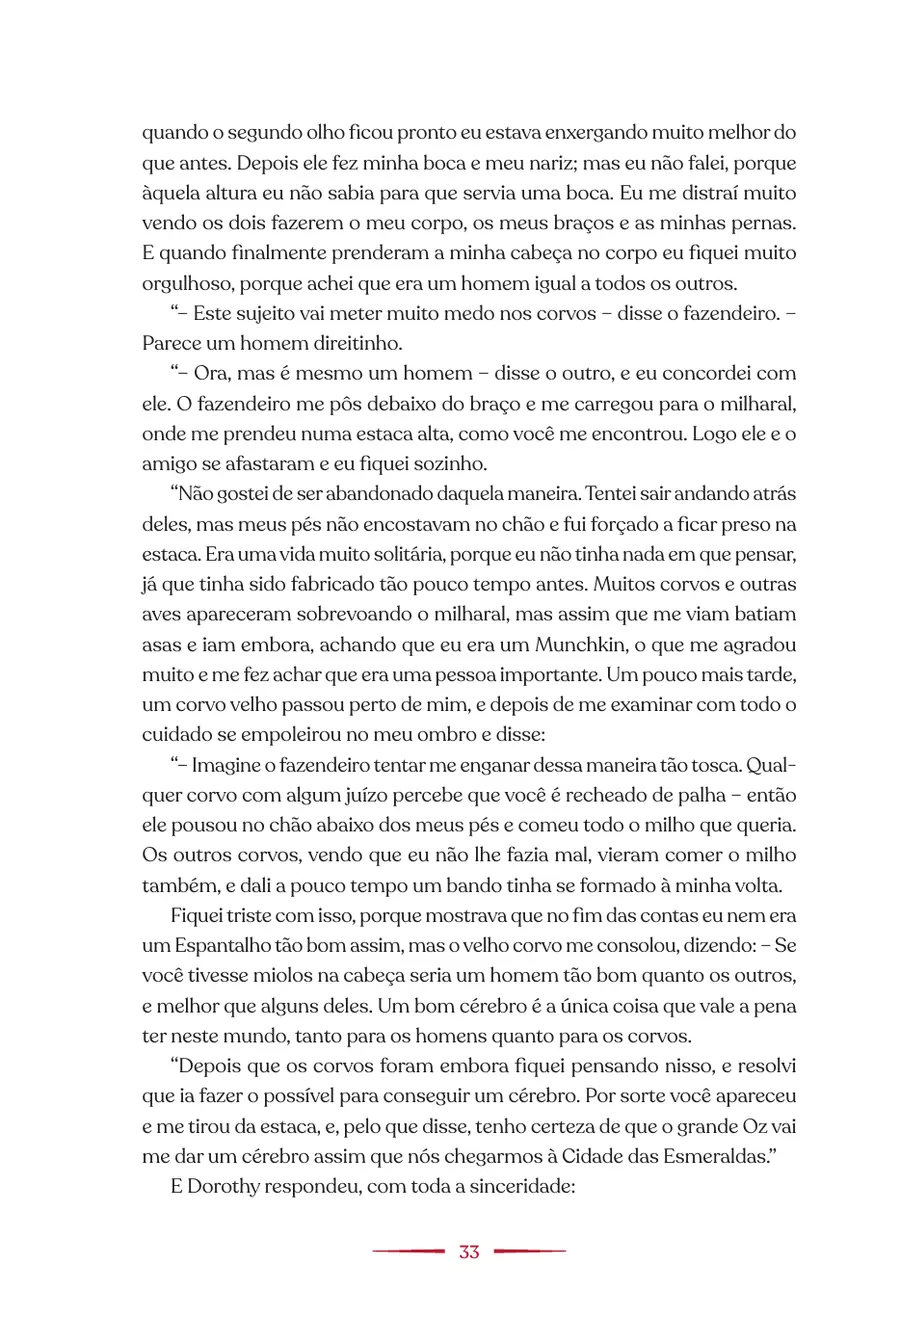 quando o segundo olho ficou pronto eu estava enxergando muito melhor do
que antes. Depois ele fez minha boca e meu nariz; mas eu não falei, porque
àquela altura eu não sabia para que servia uma boca. Eu me distraí muito
vendo os dois fazerem o meu corpo, os meus braços e as minhas pernas.
E quando finalmente prenderam a minha cabeça no corpo eu fiquei muito
orgulhoso, porque achei que era um homem igual a todos os outros.
“– Este sujeito vai meter muito medo nos corvos – disse o fazendeiro. –
Parece um homem direitinho.
“– Ora, mas é mesmo um homem – disse o outro, e eu concordei com
ele. O fazendeiro me pôs debaixo do braço e me carregou para o milharal,
onde me prendeu numa estaca alta, como você me encontrou. Logo ele e o
amigo se afastaram e eu fiquei sozinho.
“Não gostei de ser abandonado daquela maneira. Tentei sair andando atrás
deles, mas meus pés não encostavam no chão e fui forçado a ficar preso na
estaca. Era uma vida muito solitária, porque eu não tinha nada em que pensar,
já que tinha sido fabricado tão pouco tempo antes. Muitos corvos e outras
aves apareceram sobrevoando o milharal, mas assim que me viam batiam
asas e iam embora, achando que eu era um Munchkin, o que me agradou
muito e me fez achar que era uma pessoa importante. Um pouco mais tarde,
um corvo velho passou perto de mim, e depois de me examinar com todo o
cuidado se empoleirou no meu ombro e disse:
“– Imagine o fazendeiro tentar me enganar dessa maneira tão tosca. Qual-
quer corvo com algum juízo percebe que você é recheado de palha – então
ele pousou no chão abaixo dos meus pés e comeu todo o milho que queria.
Os outros corvos, vendo que eu não lhe fazia mal, vieram comer o milho
também, e dali a pouco tempo um bando tinha se formado à minha volta.
Fiquei triste com isso, porque mostrava que no fim das contas eu nem era
um Espantalho tão bom assim, mas o velho corvo me consolou, dizendo: – Se
você tivesse miolos na cabeça seria um homem tão bom quanto os outros,
e melhor que alguns deles. Um bom cérebro é a única coisa que vale a pena
ter neste mundo, tanto para os homens quanto para os corvos.
“Depois que os corvos foram embora fiquei pensando nisso, e resolvi
que ia fazer o possível para conseguir um cérebro. Por sorte você apareceu
e me tirou da estaca, e, pelo que disse, tenho certeza de que o grande Oz vai
me dar um cérebro assim que nós chegarmos à Cidade das Esmeraldas.”
E Dorothy respondeu, com toda a sinceridade:
33